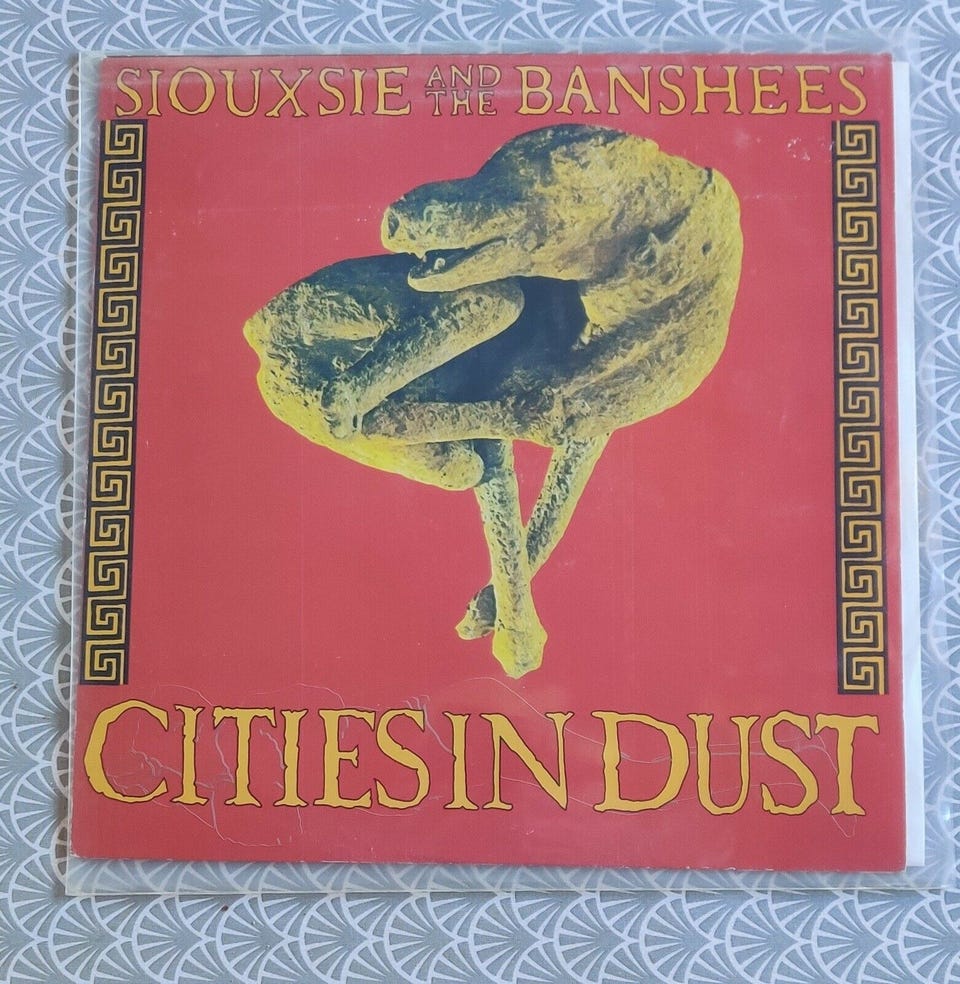 SIOUXSIE AND THE BANSHEES
CITIES IN DUST